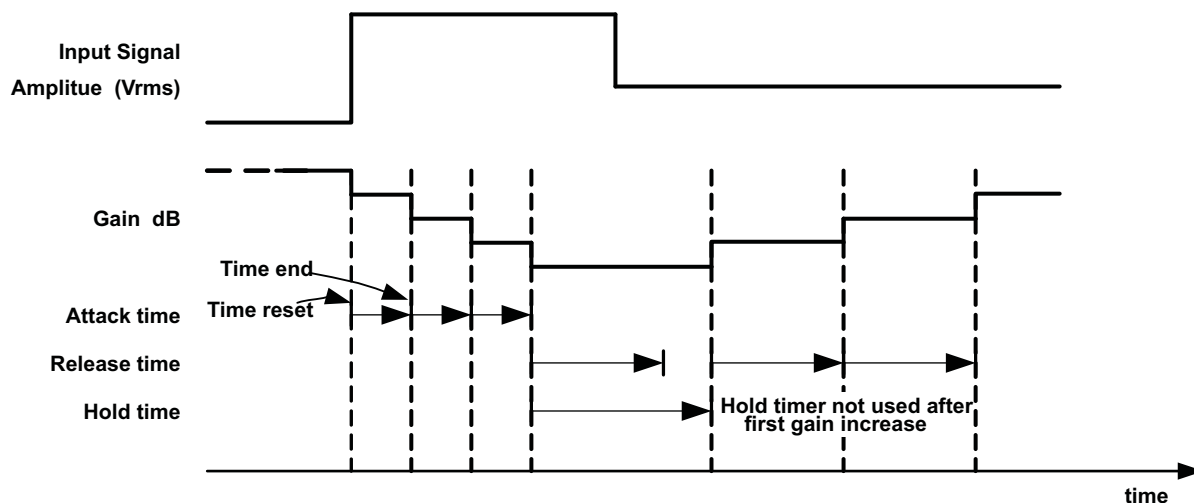 Input Signal
Amplitue (Vrms)
Gain dB
Time end
Time reset
Attack time
Release time
Hold time
Hold timer not used after
first gain increase
time